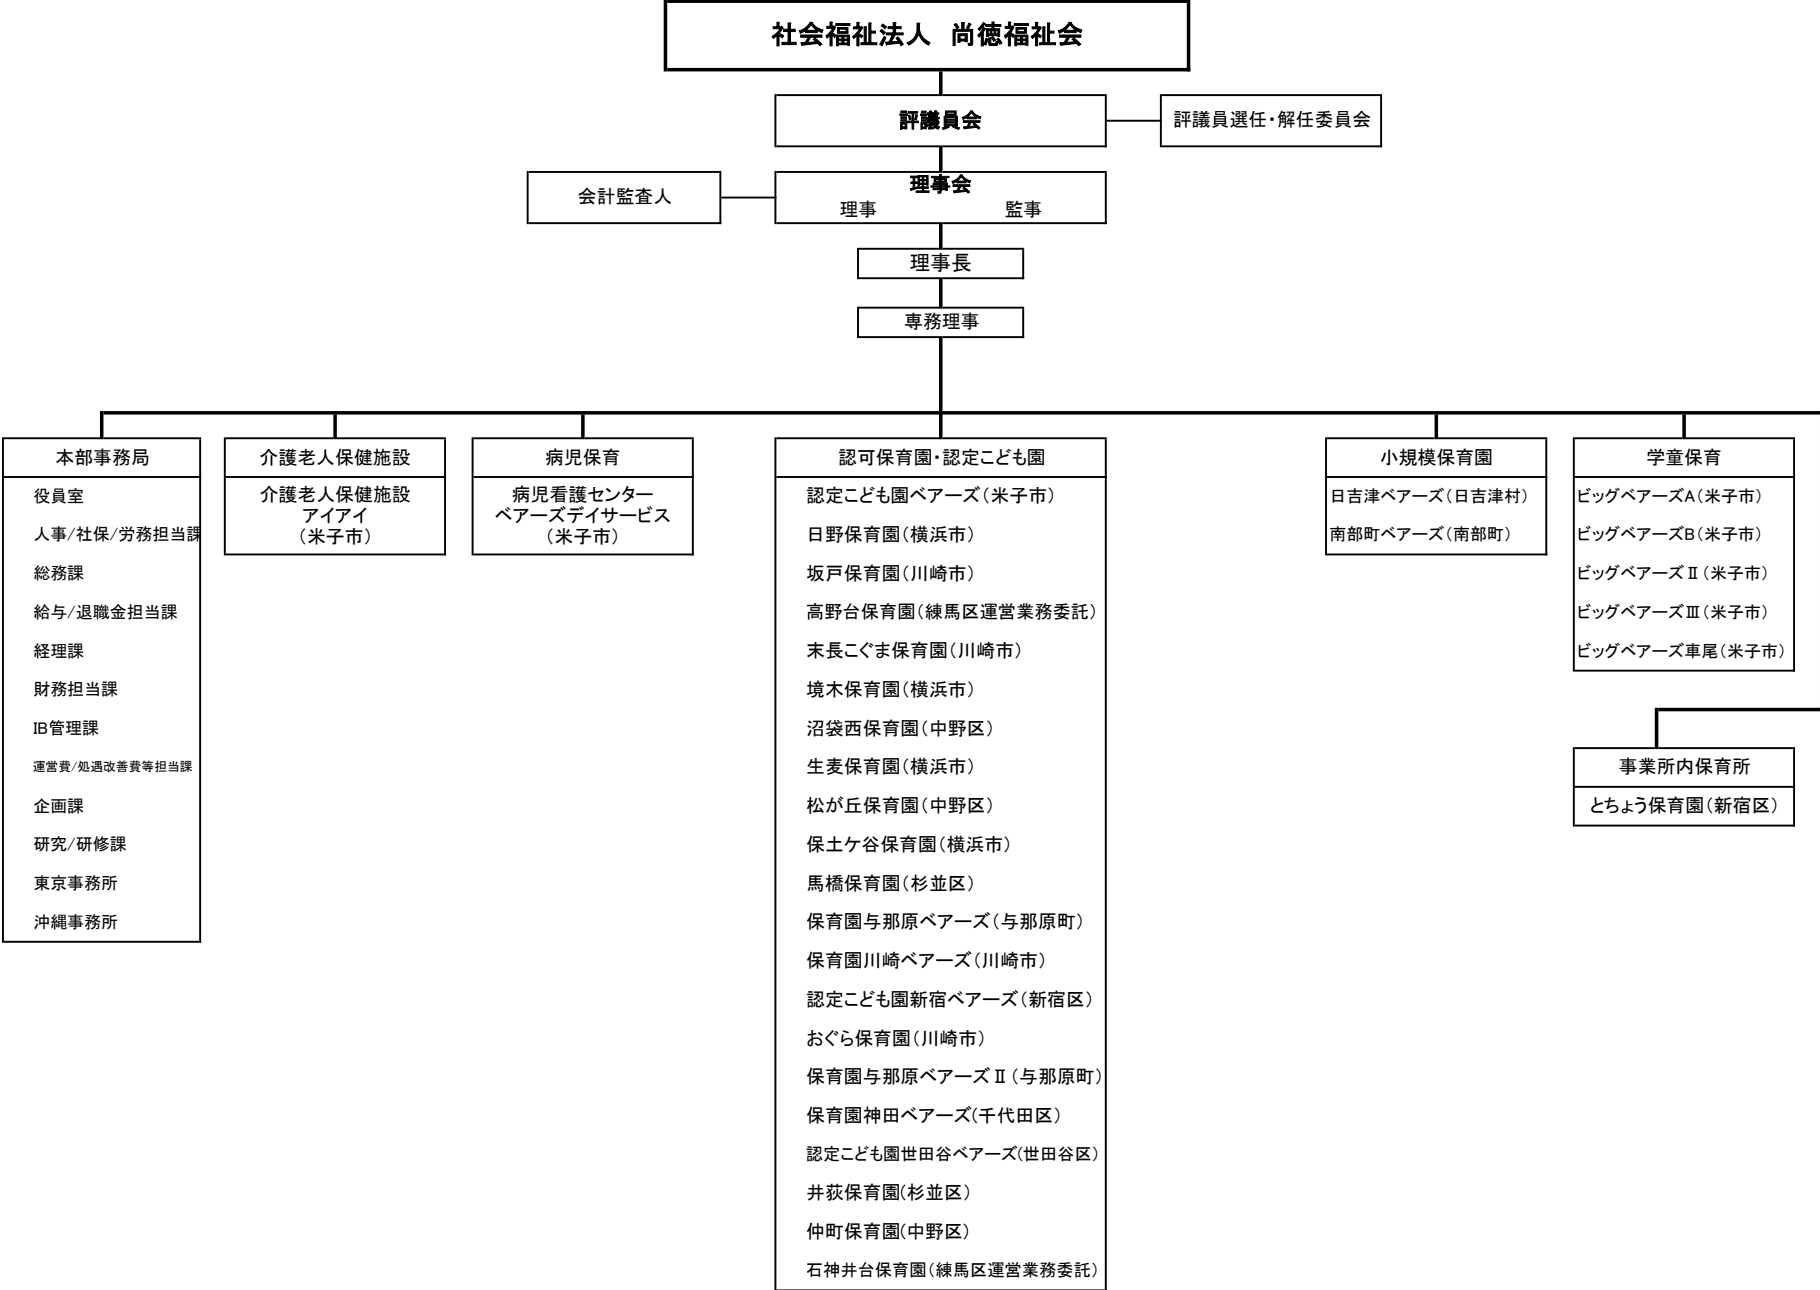 社会福祉法人　尚徳福祉会
評議員会
評議員選任・解任委員会
会計監査人
理事会
理事　監事
理事長
専務理事
本部事務局
役員室
人事/社保/労務担当課
総務課
給与/退職金担当課
経理課
財務担当課
IB管理課
運営費/処遇改善費等担当課
企画課
研究/研修課
東京事務所
沖縄事務所
介護老人保健施設
介護老人保健施設
アイアイ
（米子市）
病児保育
病児看護センター
ベアーズデイサービス
（米子市）
認可保育園・認定こども園
認定こども園ベアーズ（米子市）
日野保育園（横浜市）
坂戸保育園（川崎市）
高野台保育園（練馬区運営業務委託）
末長こぐま保育園（川崎市）
境木保育園（横浜市）
沼袋西保育園（中野区）
生麦保育園（横浜市）
松が丘保育園（中野区）
保土ケ谷保育園（横浜市）
馬橋保育園（杉並区）
保育園与那原ベアーズ（与那原町）
保育園川崎ベアーズ（川崎市）
認定こども園新宿ベアーズ（新宿区）
おぐら保育園（川崎市）
保育園与那原ベアーズⅡ（与那原町）
保育園神田ベアーズ(千代田区）
認定こども園世田谷ベアーズ(世田谷区）
井荻保育園(杉並区）
仲町保育園(中野区）
石神井台保育園（練馬区運営業務委託）
小規模保育園
日吉津ベアーズ（日吉津村）
南部町ベアーズ（南部町）
学童保育
ビッグベアーズA（米子市）
ビッグベアーズB（米子市）
ビッグベアーズⅡ（米子市）
ビッグベアーズⅢ（米子市）
ビッグベアーズ車尾（米子市）
事業所内保育所
とちょう保育園（新宿区）